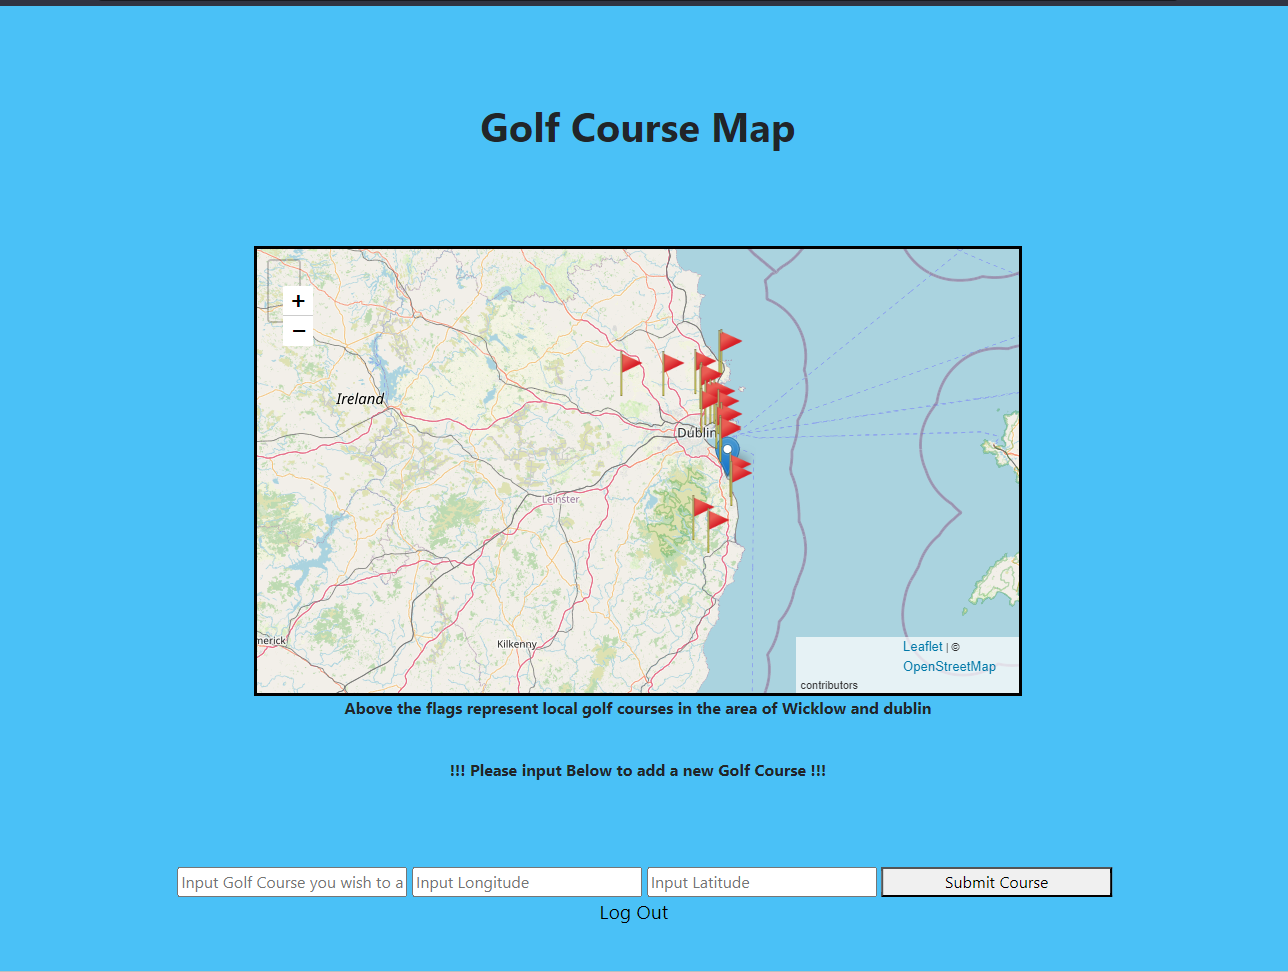 Golf Course Map
+
−
Ireland
Dublin
Leinster
Kilkenny
merick
Leaflet | ©
OpenStreetMap
contributors
Above the flags represent local golf courses in the area of Wicklow and dublin
!!! Please input Below to add a new Golf Course !!!
Input Golf Course you wish to a
Input Longitude
Input Latitude
Submit Course
Log Out